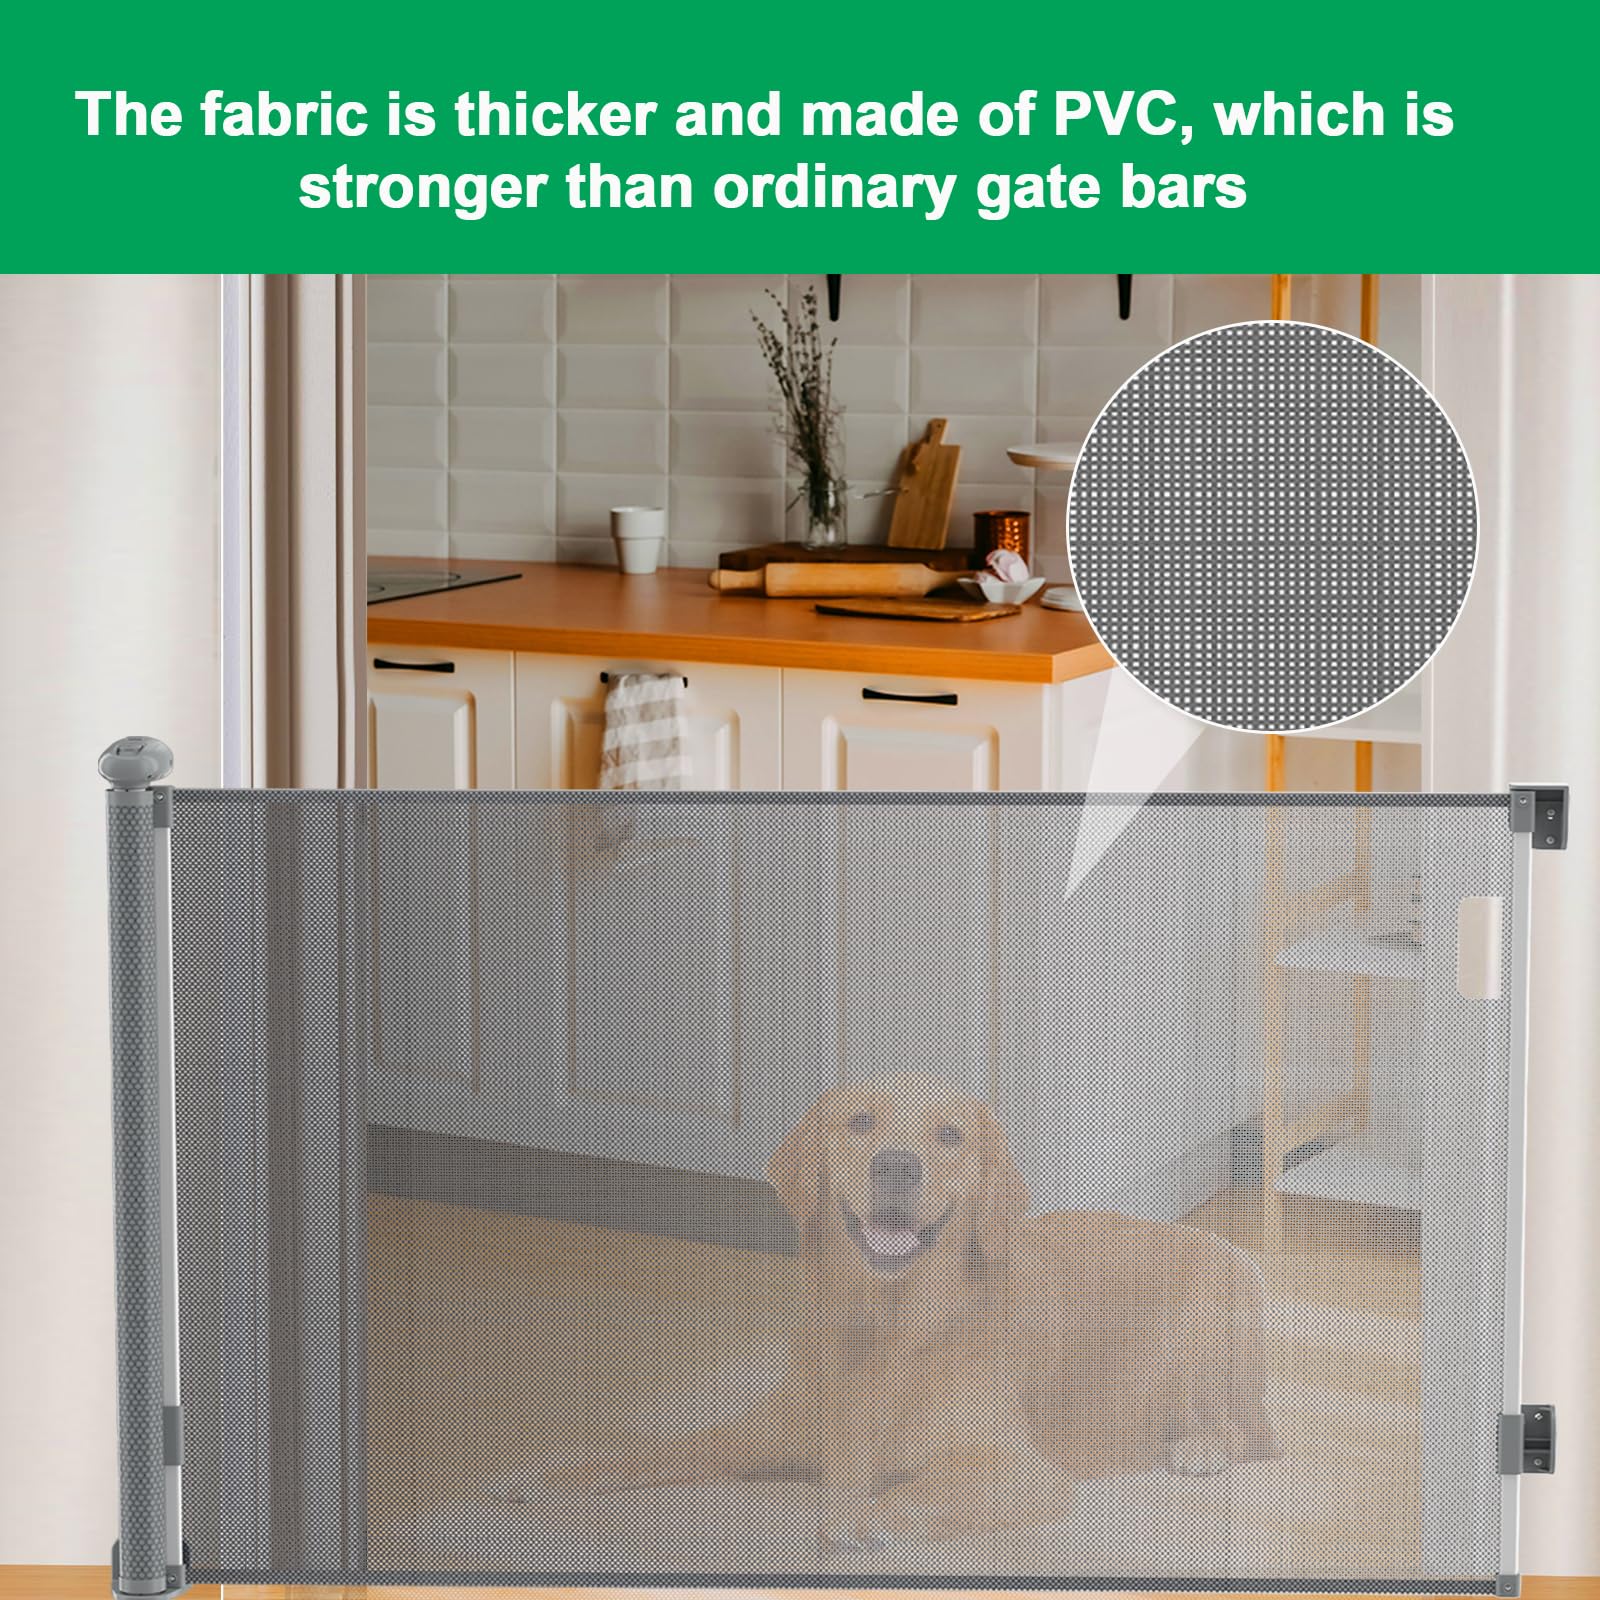 The fabric is thicker and made of PVC, which is
stronger than ordinary gate bars